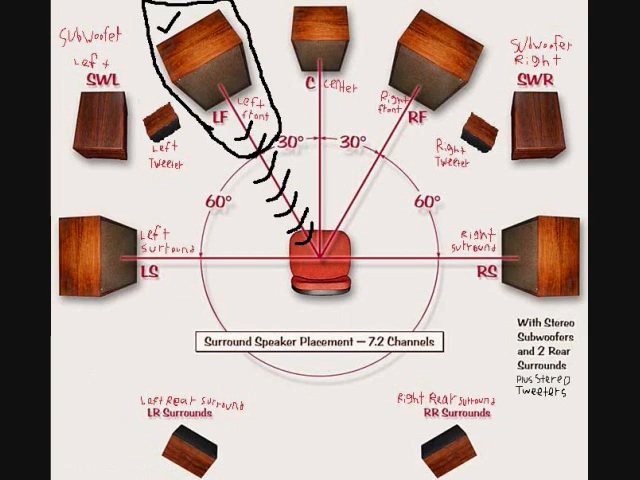 Subwoofer
Left
SWL
Left
Tweeter
Left
front
LF
C
center
Right
front
RF
Subwoofer
Right
SWR
Right
Tweeter
30°
30°
60°
60°
Left
Surround
LS
Right
Surround
RS
Surround Speaker Placement — 7.2 Channels
With Stereo
Subwoofers
and 2 Rear
Surrounds
Plus Stereo
Tweeters
Left Rear Surround
LR Surrounds
Right Rear Surround
RR Surrounds